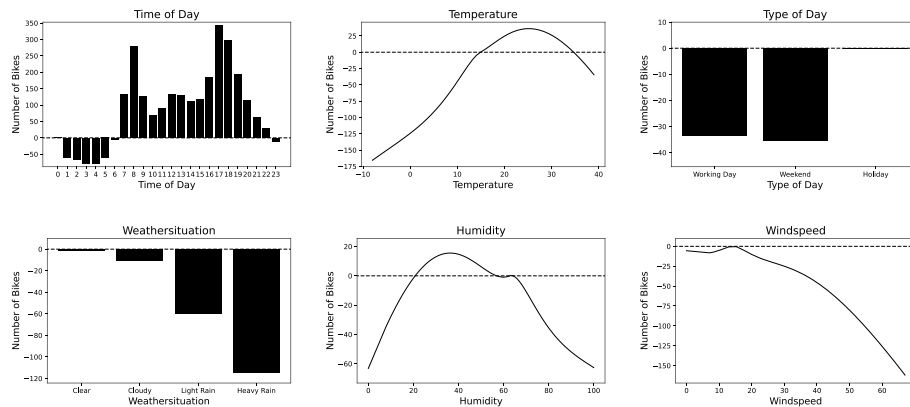 Time of Day
Number of Bikes
350
300
250
200
150
100
50
0
−50
0 1 2 3 4 5 6 7 8 9 10 11 12 13 14 15 16 17 18 19 20 21 22 23
Time of Day
Temperature
Number of Bikes
25
0
−25
−50
−75
−100
−125
−150
−175
−10 0 10 20 30 40
Temperature
Type of Day
Number of Bikes
10
0
−10
−20
−30
−40
Working Day Weekend Holiday
Type of Day
Weathersituation
Number of Bikes
0
−20
−40
−60
−80
−100
−120
Clear Cloudy Light Rain Heavy Rain
Weathersituation
Humidity
Number of Bikes
20
0
−20
−40
−60
0 20 40 60 80 100
Humidity
Windspeed
Number of Bikes
0
−25
−50
−75
−100
−125
−150
0 10 20 30 40 50 60
Windspeed